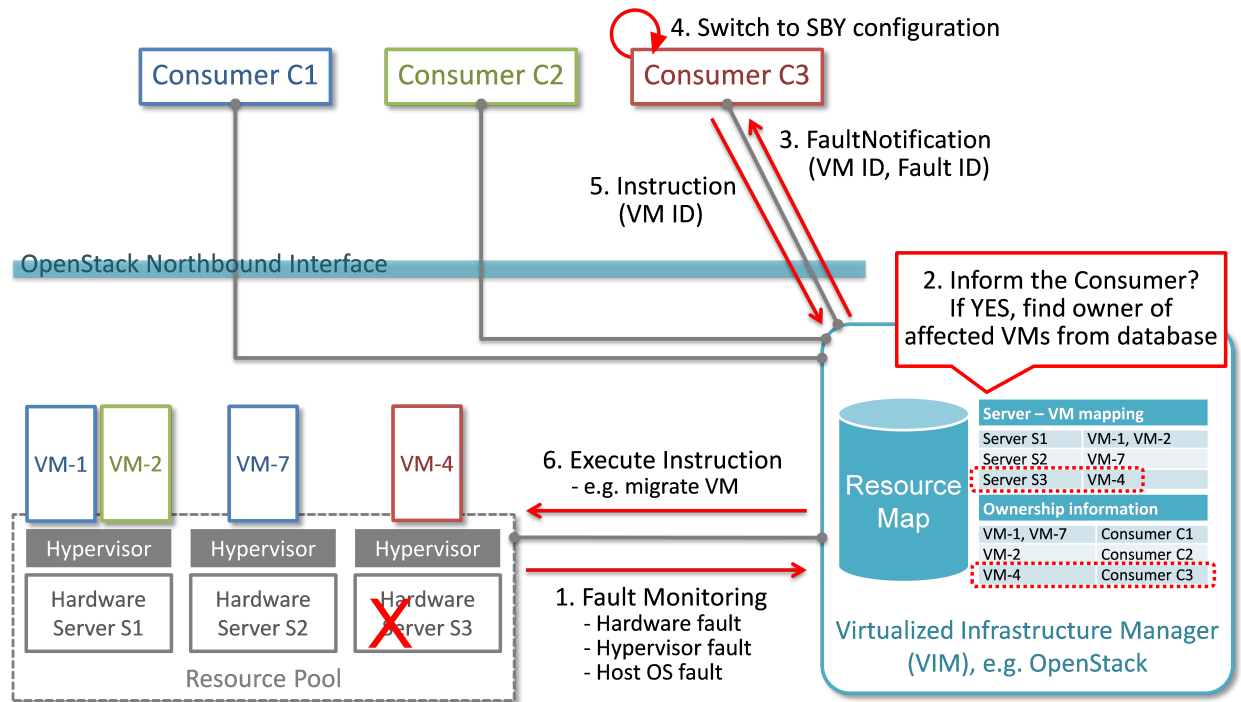 4. Switch to SBY configuration
Consumer C1
Consumer C2
Consumer C3
3. FaultNotification
(VM ID, Fault ID)
5. Instruction
(VM ID)
OpenStack Northbound Interface
2. Inform the Consumer?
If YES, find owner of
affected VMs from database
Server – VM mapping
Server S1 VM-1, VM-2
Server S2 VM-7
Server S3 VM-4
Ownership information
VM-1, VM-7 Consumer C1
VM-2 Consumer C2
VM-4 Consumer C3
Resource
Map
Virtualized Infrastructure Manager
(VIM), e.g. OpenStack
VM-1
VM-2
VM-7
VM-4
6. Execute Instruction
- e.g. migrate VM
Hypervisor
Hypervisor
Hypervisor
Hardware
Server S1
Hardware
Server S2
Hardware
Server S3
Resource Pool
1. Fault Monitoring
- Hardware fault
- Hypervisor fault
- Host OS fault